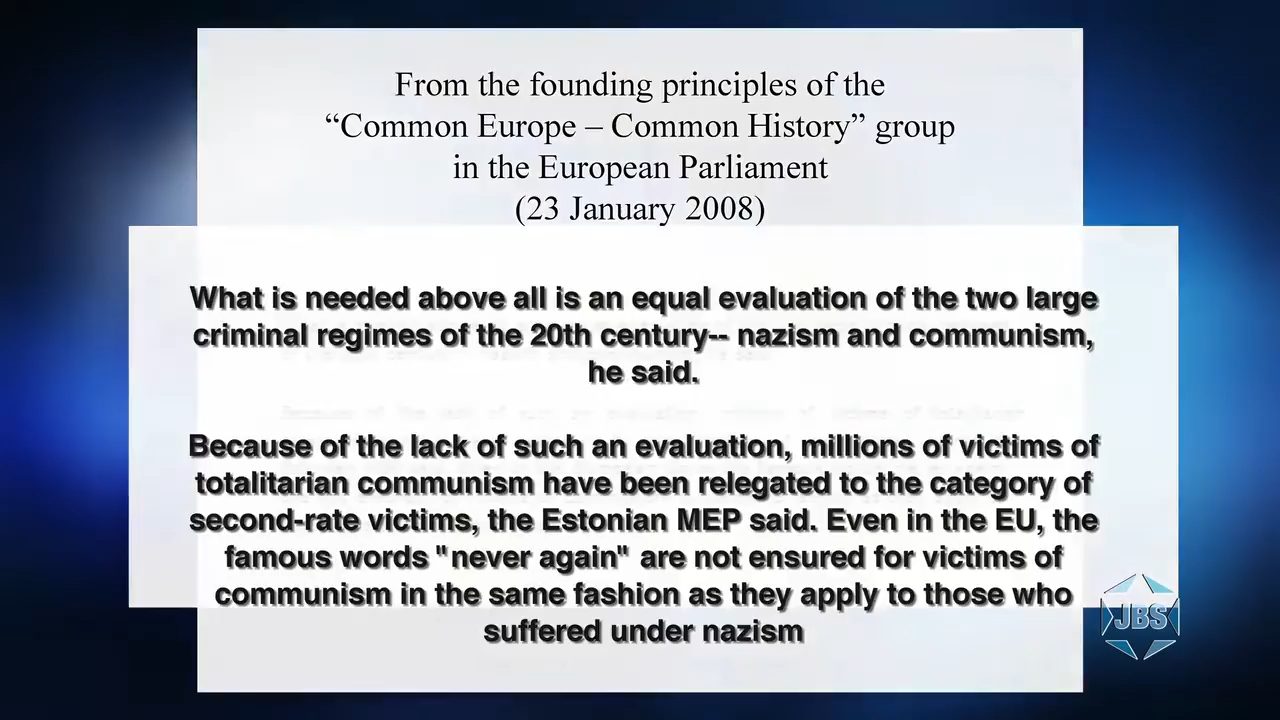 From the founding principles of the
“Common Europe – Common History” group
in the European Parliament
(23 January 2008)
What is needed above all is an equal evaluation of the two large
criminal regimes of the 20th century-- nazism and communism,
he said.
Because of the lack of such an evaluation, millions of victims of
totalitarian communism have been relegated to the category of
second-rate victims, the Estonian MEP said. Even in the EU, the
famous words "never again" are not ensured for victims of
communism in the same fashion as they apply to those who
suffered under nazism
JBS